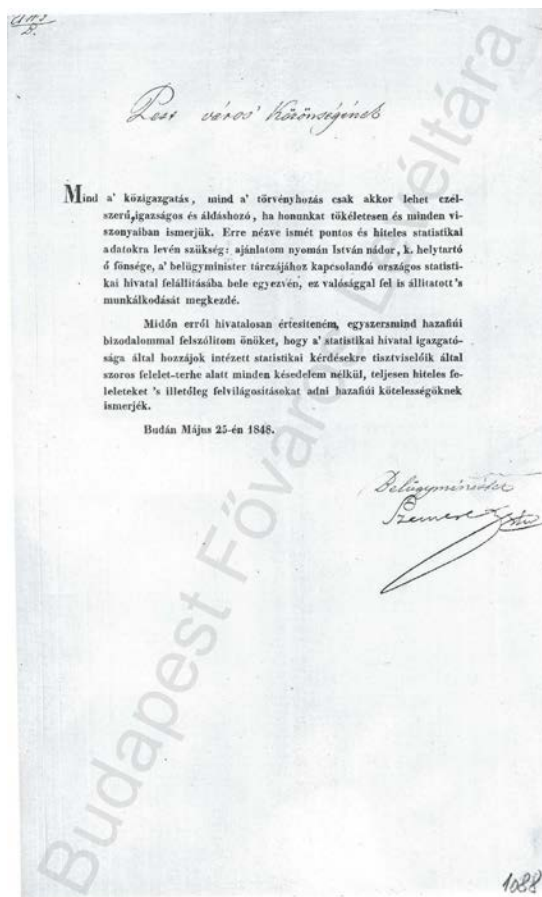 Pest város' Közönségének
Mind a' közigazgatás, mind a' törvényhozás csak akkor lehet czél-
szerű, igazságos és áldáshozó, ha honunkat tökéletesen és minden vi-
szonyaiban ismerjük. Erre nézve ismét pontos és hiteles statistikai
adatokra levén szükség: ajánlatom nyomán István nádor, k. helytartó
ő fönsége, a' belügyminister tárczájához kapcsolandó országos statisti-
kai hivatal felállitásába bele egyezvén, ez valósággal fel is állitatott 's
munkálkodását megkezdé.
Midőn erről hivatalosan értesiteném, egyszersmind hazafiúi
bizodalommal felszólitom önöket, hogy a' statistikai hivatal igazgató-
sága által hozzájok intézett statistikai kérdésekre tisztviselőik által
szoros felelet-terhe alatt minden késedelem nélkül, teljesen hiteles fe-
leleteket 's illetőleg felvilágositásokat adni hazafiúi kötelességöknek
ismerjék.
Budán Május 25-én 1848.
Belügyminister
Szemere
1088
Budapest Főváros Levéltára